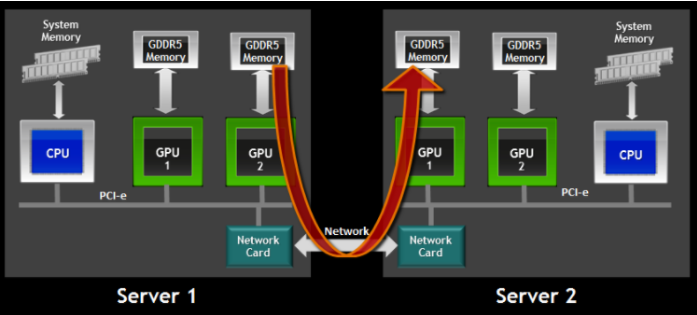 System
Memory
GDDR5
Memory
GDDR5
Memory
CPU
GPU
1
GPU
2
PCI-e
Network
Card
Server 1
Network
GDDR5
Memory
GDDR5
Memory
System
Memory
GPU
1
GPU
2
CPU
PCI-e
Network
Card
Server 2